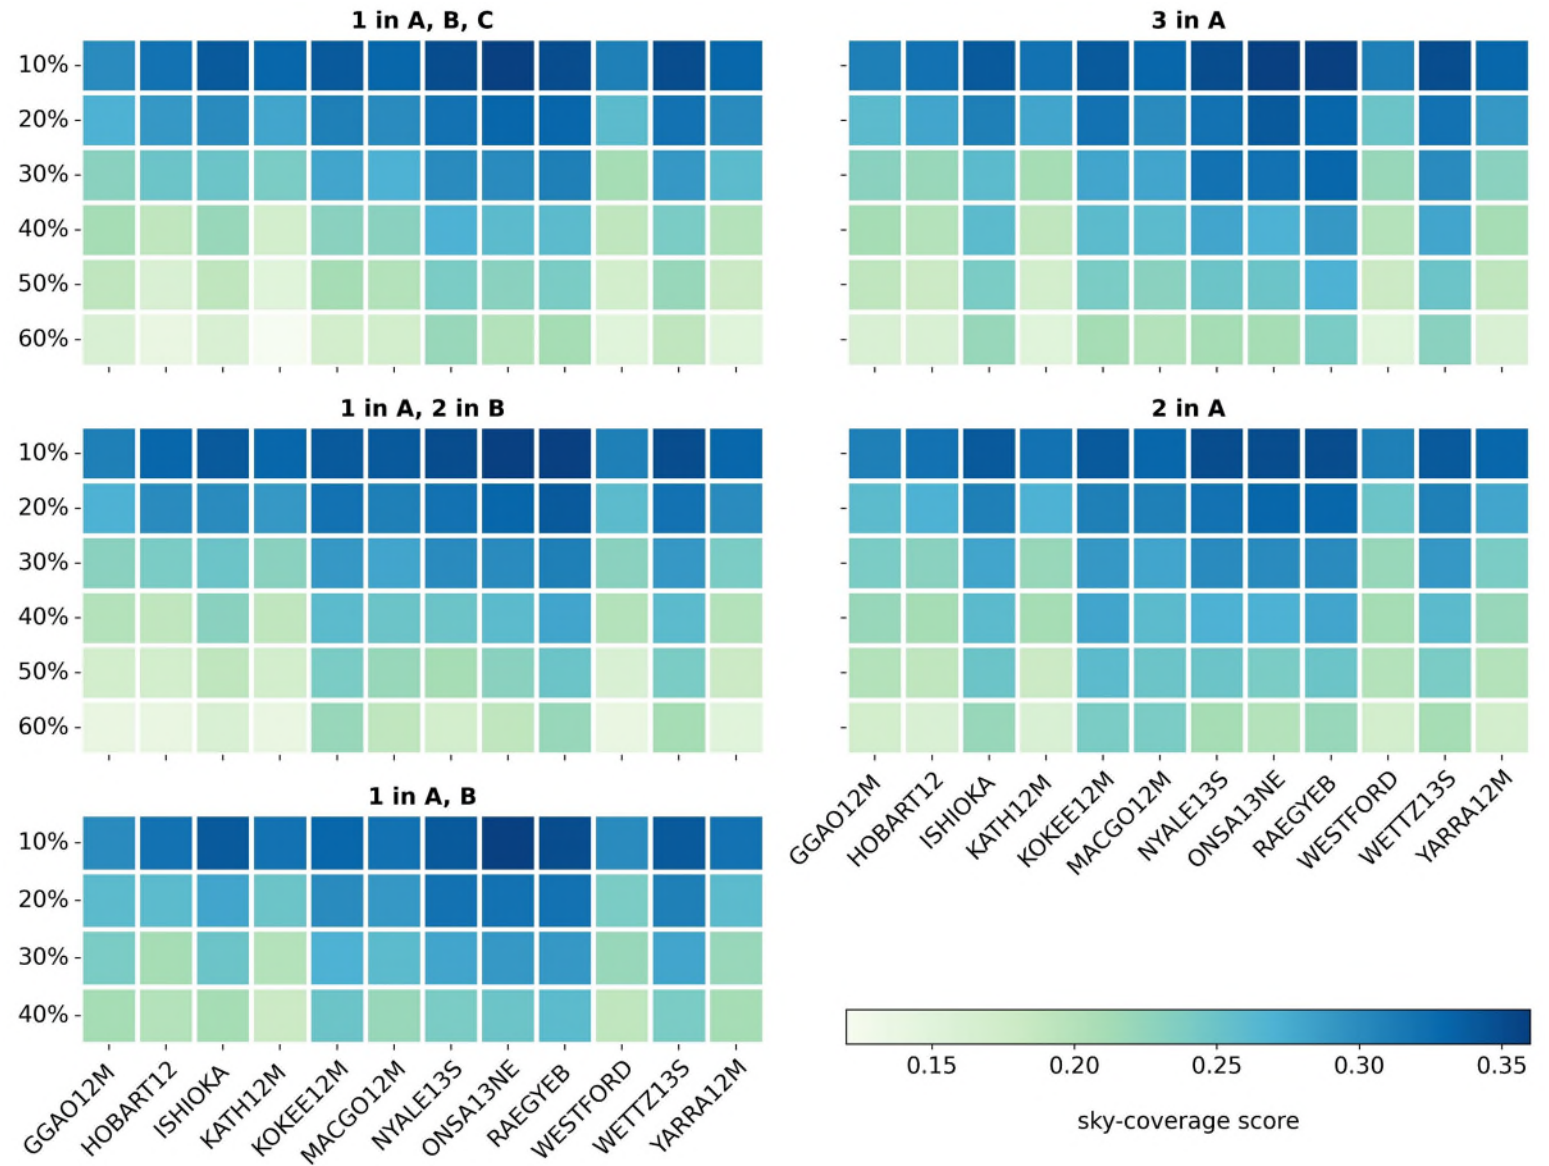 1 in A, B, C
10%
20%
30%
40%
50%
60%
3 in A
1 in A, 2 in B
10%
20%
30%
40%
50%
60%
2 in A
GGAO12M
HOBART12
ISHIOKA
KATH12M
KOKEE12M
MACGO12M
NYALE13S
ONSA13NE
RAEGYEB
WESTFORD
WETTZ13S
YARRA12M
1 in A, B
10%
20%
30%
40%
GGAO12M
HOBART12
ISHIOKA
KATH12M
KOKEE12M
MACGO12M
NYALE13S
ONSA13NE
RAEGYEB
WESTFORD
WETTZ13S
YARRA12M
0.15 0.20 0.25 0.30 0.35
sky-coverage score